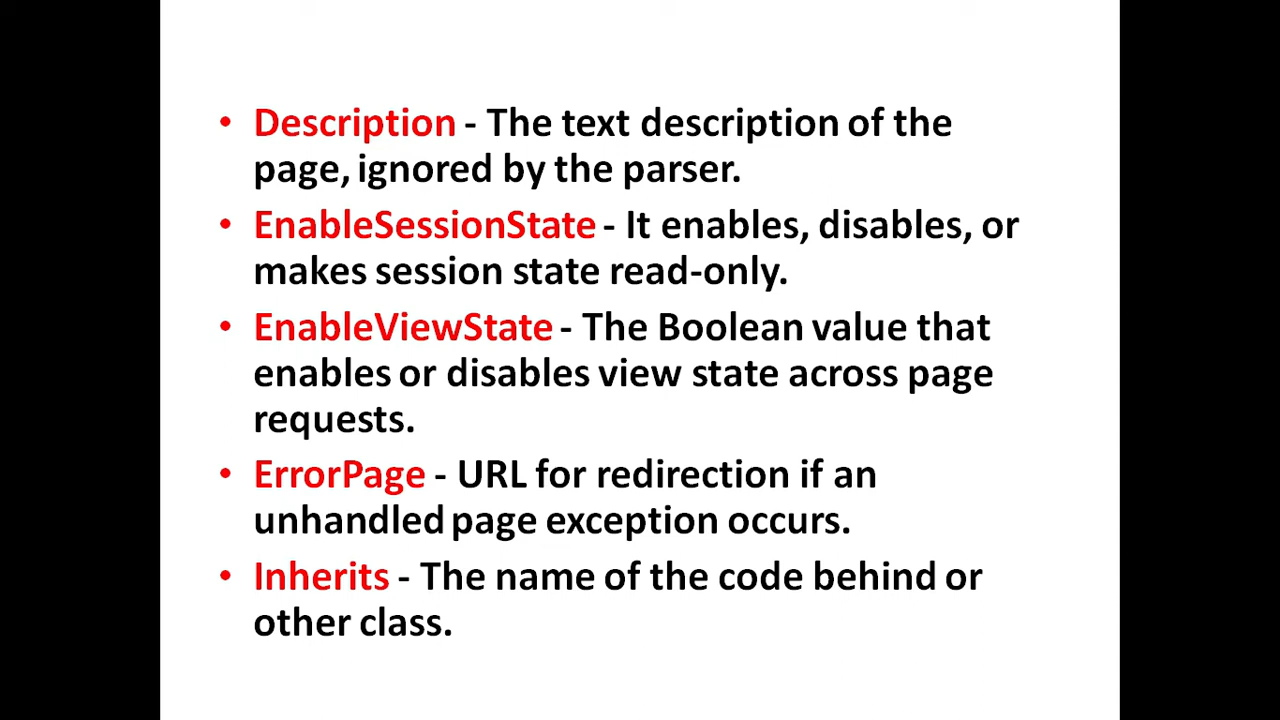 • Description - The text description of the
page, ignored by the parser.
• EnableSessionState - It enables, disables, or
makes session state read-only.
• EnableViewState - The Boolean value that
enables or disables view state across page
requests.
• ErrorPage - URL for redirection if an
unhandled page exception occurs.
• Inherits - The name of the code behind or
other class.